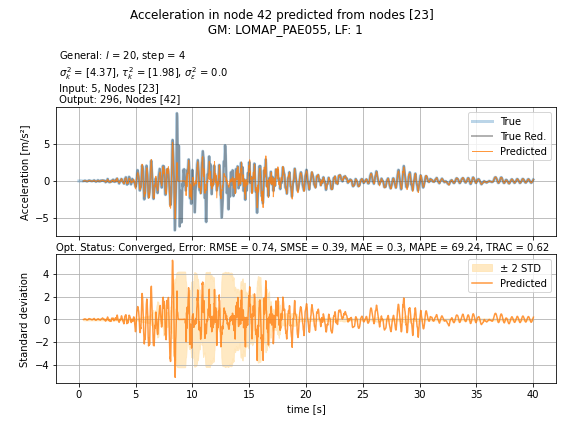 Acceleration in node 42 predicted from nodes [23]
GM: LOMAP_PAE055, LF: 1
General: l = 20, step = 4
σ²ₖ = [4.37], τ²ₖ = [1.98], σ²ε = 0.0
Input: 5, Nodes [23]
Output: 296, Nodes [42]
True
True Red.
Predicted
Acceleration [m/s²]
5
0
−5
Opt. Status: Converged, Error: RMSE = 0.74, SMSE = 0.39, MAE = 0.3, MAPE = 69.24, TRAC = 0.62
± 2 STD
Predicted
Standard deviation
4
2
0
−2
−4
0 5 10 15 20 25 30 35 40
time [s]